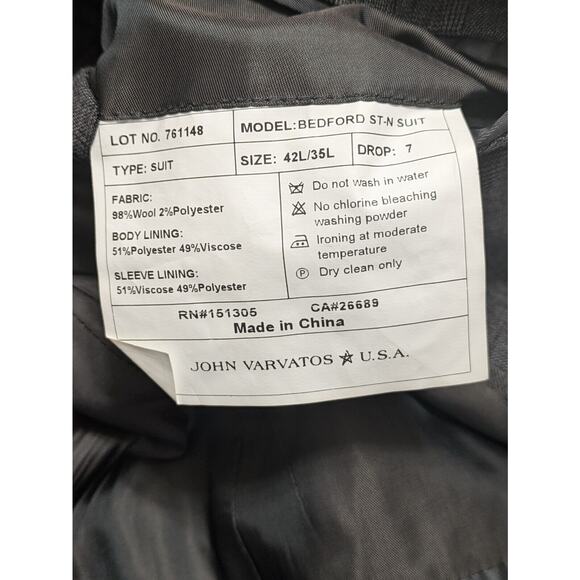 LOT NO. 761148
MODEL:BEDFORD ST-N SUIT
TYPE: SUIT
SIZE: 42L/35L
DROP: 7
FABRIC:
98%Wool 2%Polyester
BODY LINING:
51%Polyester 49%Viscose
SLEEVE LINING:
51%Viscose 49%Polyester
Do not wash in water
No chlorine bleaching
washing powder
Ironing at moderate
temperature
P Dry clean only
RN#151305 CA#26689
Made in China
JOHN VARVATOS ☆ U.S.A.